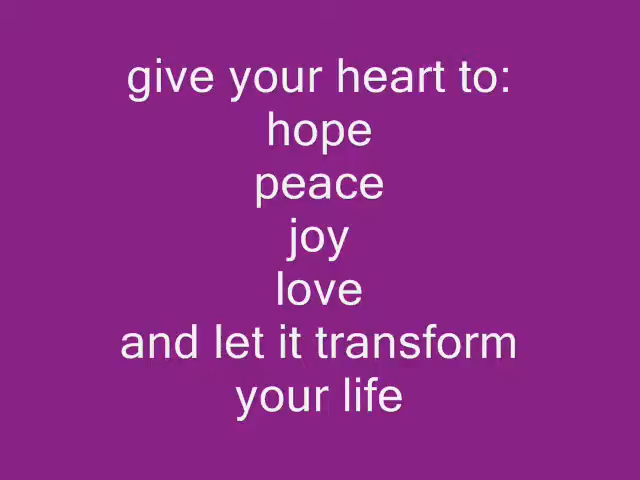 give your heart to:
hope
peace
joy
love
and let it transform
your life